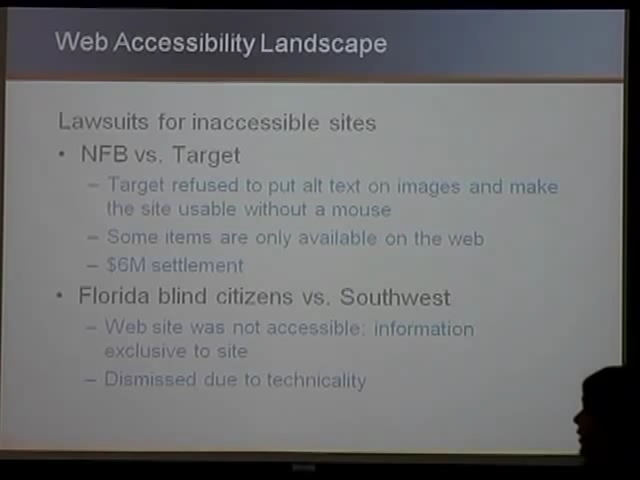 Web Accessibility Landscape
Lawsuits for inaccessible sites
• NFB vs. Target
– Target refused to put alt text on images and make
the site usable without a mouse
– Some items are only available on the web
– $6M settlement
• Florida blind citizens vs. Southwest
– Web site was not accessible; information
exclusive to site
– Dismissed due to technicality